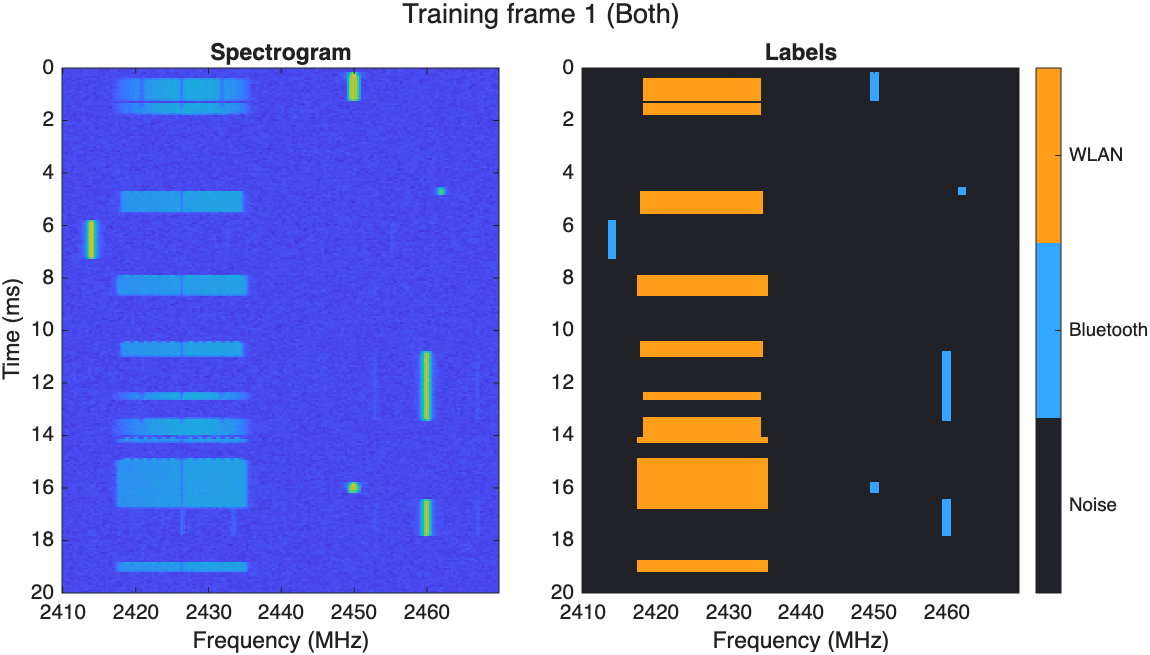 Training frame 1 (Both)
Spectrogram
Labels
0
2
4
6
8
10
12
14
16
18
20
Time (ms)
2410 2420 2430 2440 2450 2460
Frequency (MHz)
0
2
4
6
8
10
12
14
16
18
20
2410 2420 2430 2440 2450 2460
Frequency (MHz)
WLAN
Bluetooth
Noise